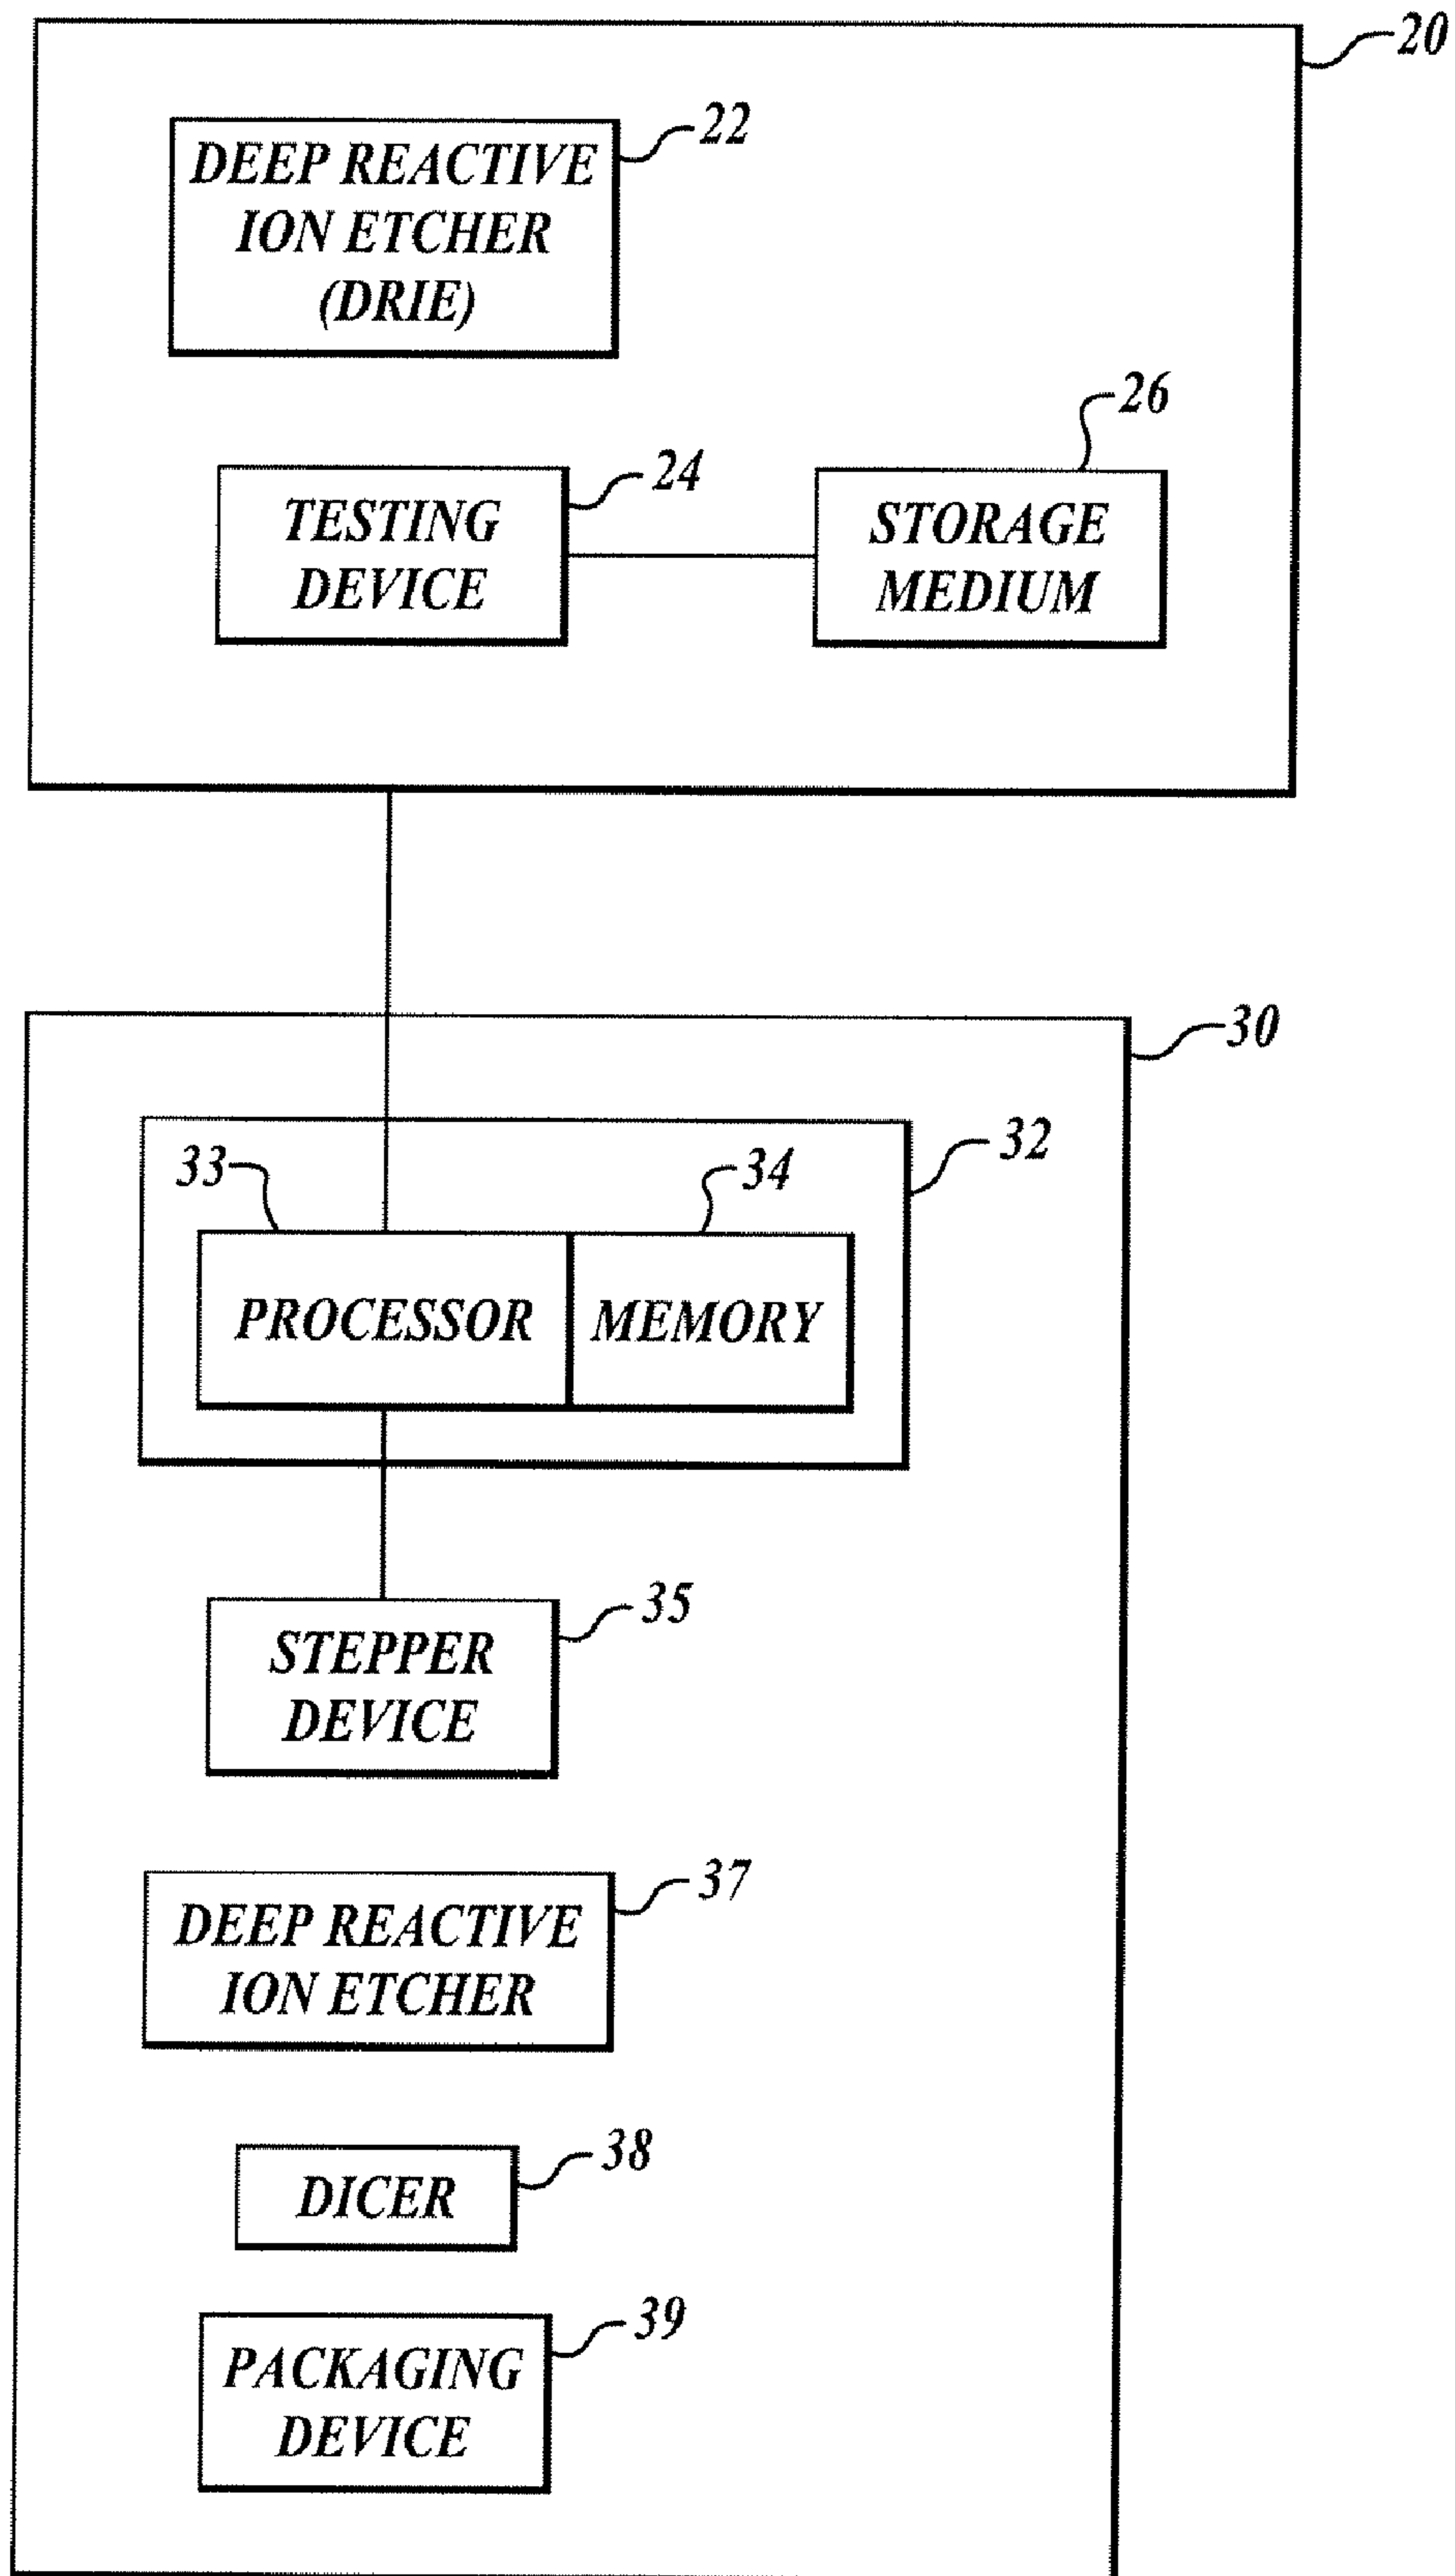 20
22
DEEP REACTIVE
ION ETCHER
(DRIE)
26
24
TESTING
DEVICE
STORAGE
MEDIUM
30
32
33
34
PROCESSOR
MEMORY
35
STEPPER
DEVICE
37
DEEP REACTIVE
ION ETCHER
38
DICER
39
PACKAGING
DEVICE